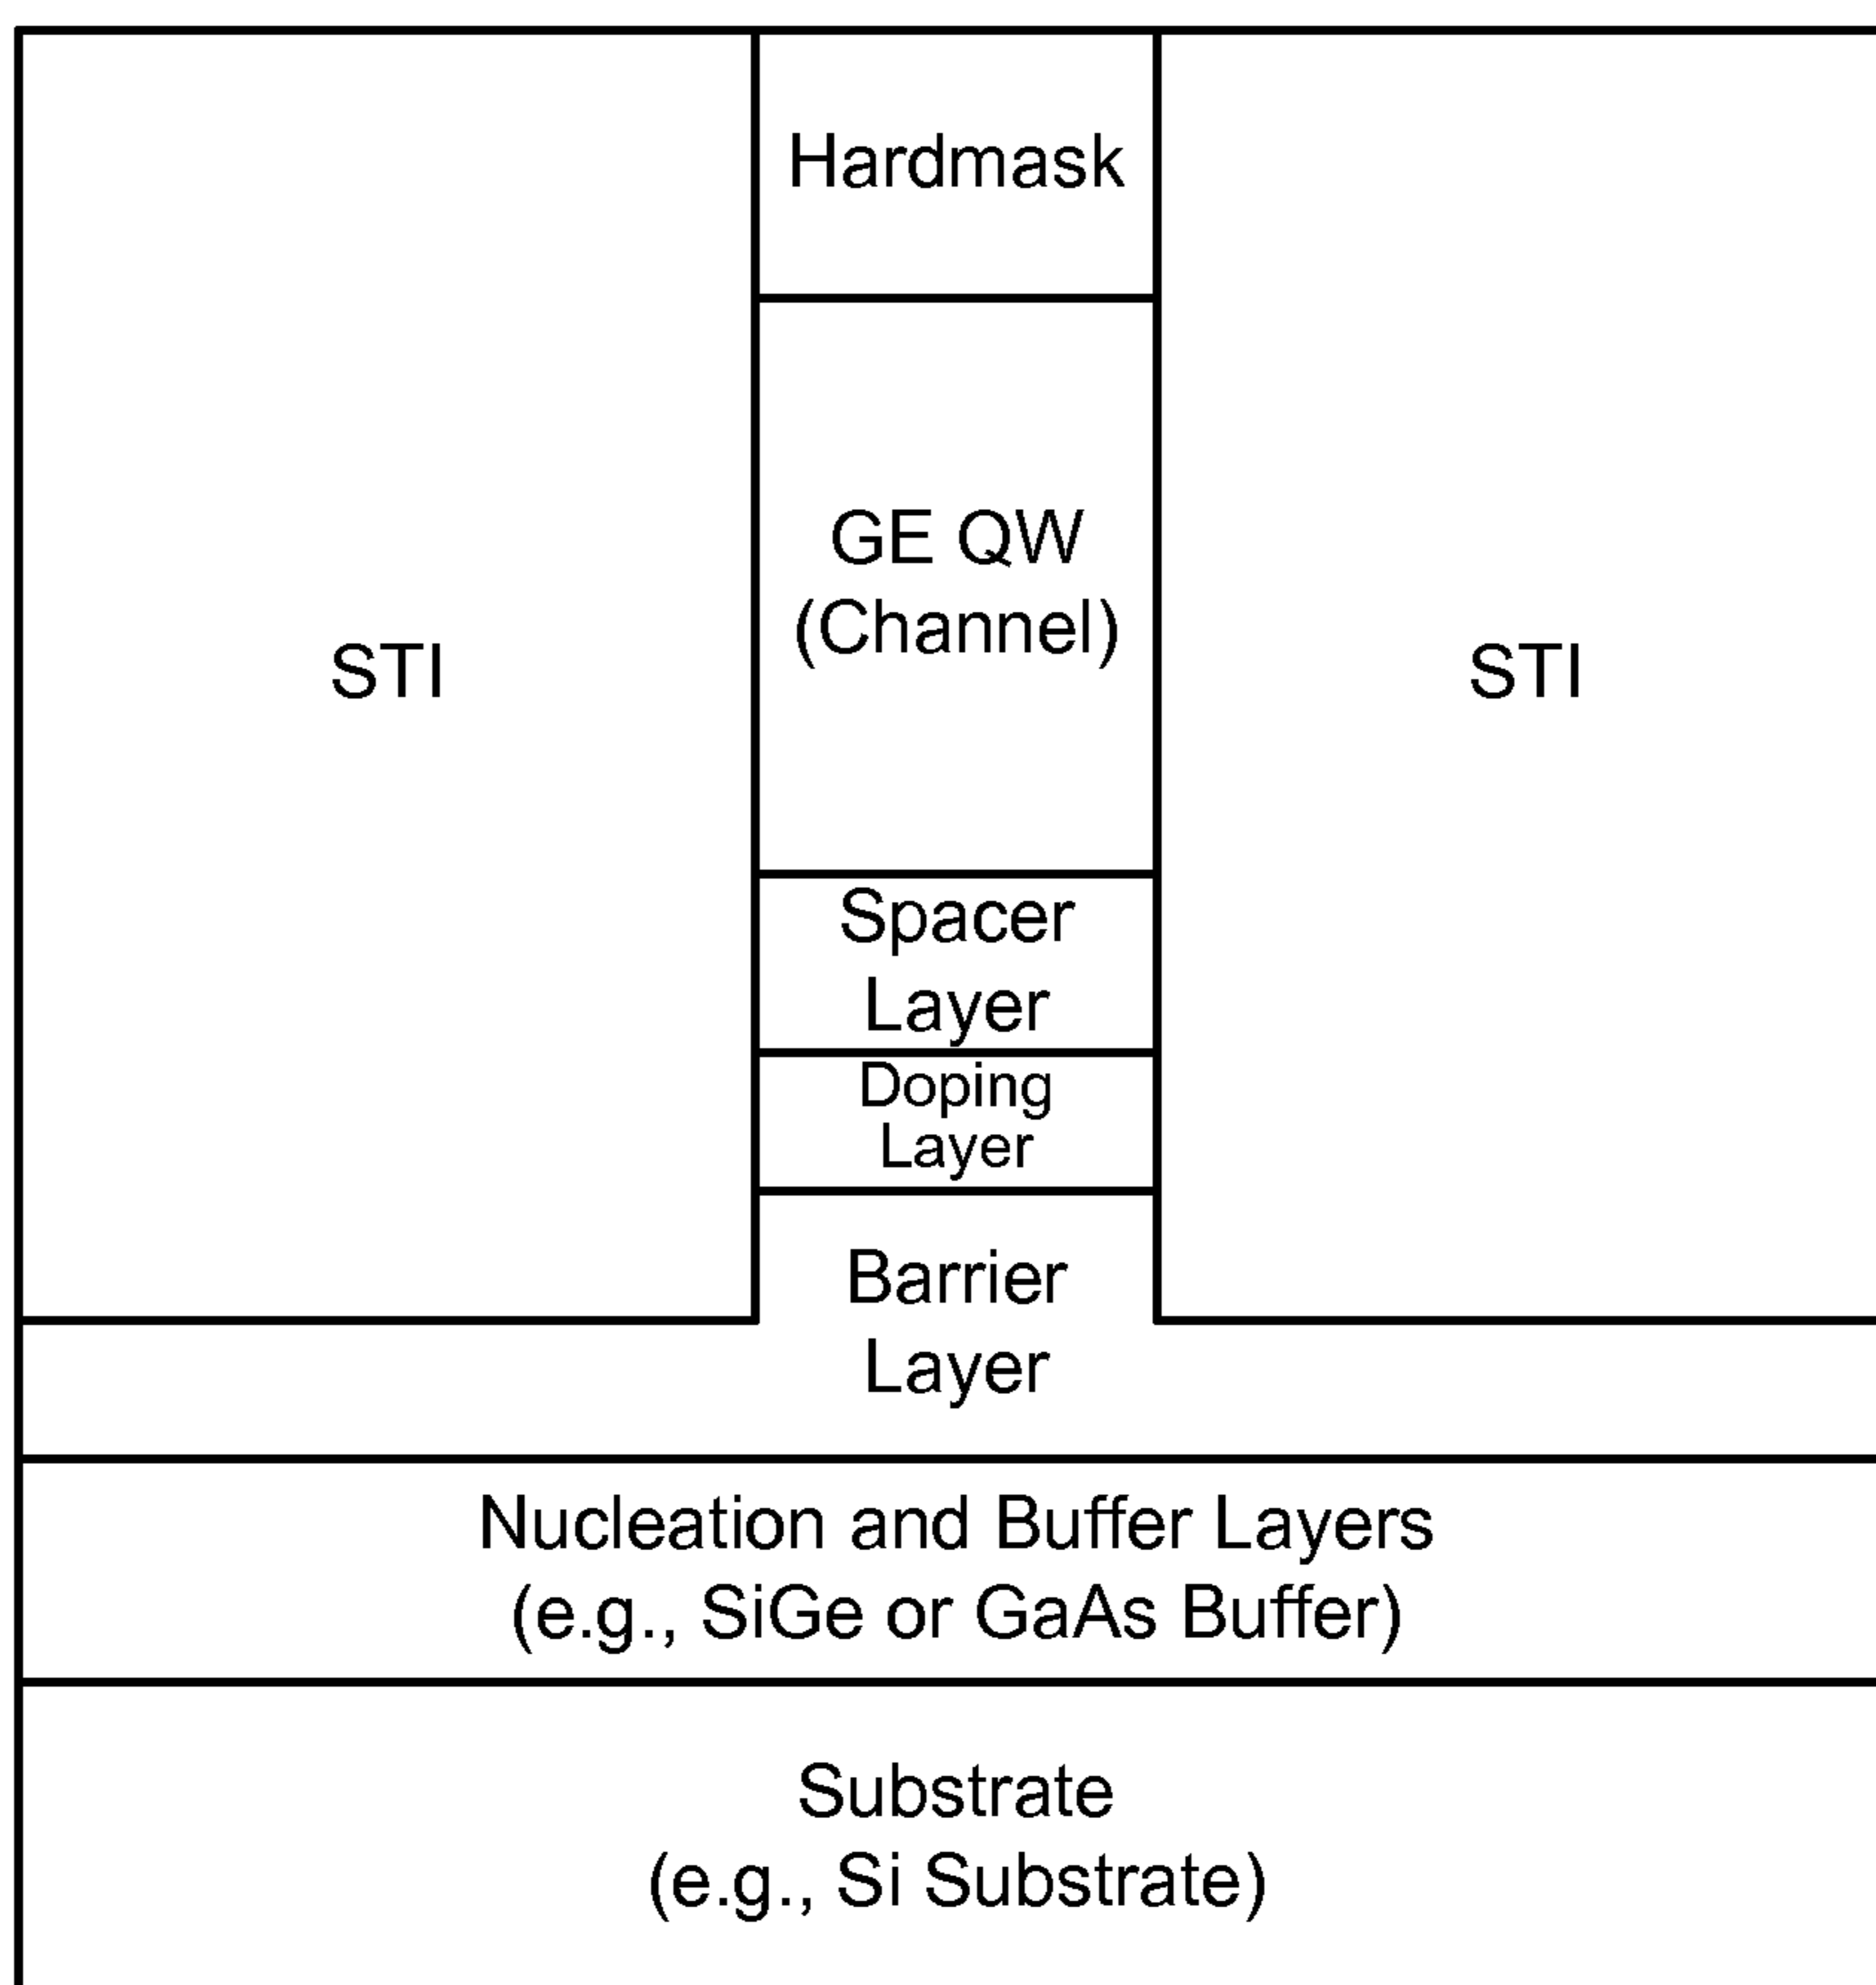 Hardmask
GE QW
(Channel)
STI
STI
Spacer
Layer
Doping
Layer
Barrier
Layer
Nucleation and Buffer Layers
(e.g., SiGe or GaAs Buffer)
Substrate
(e.g., Si Substrate)